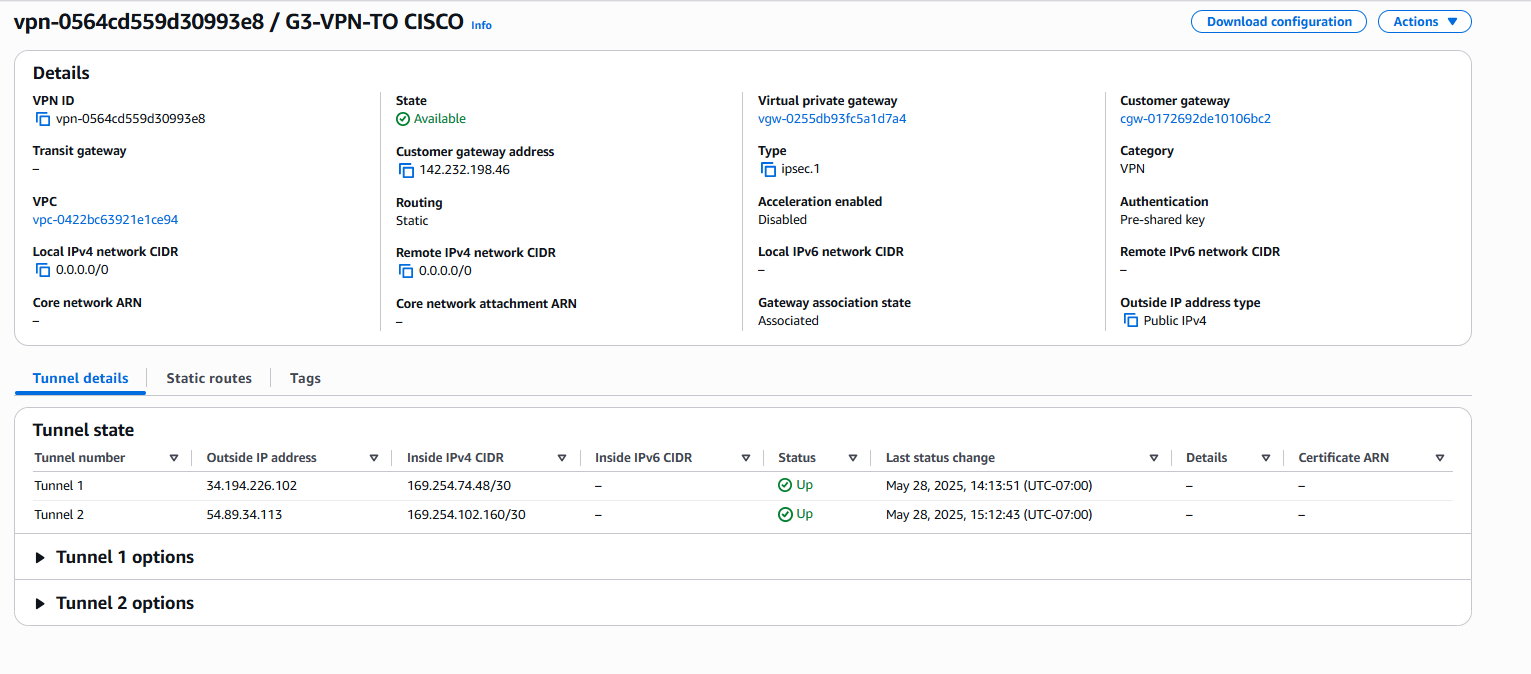 vpn-0564cd559d30993e8 / G3-VPN-TO CISCO Info
Download configuration
Actions
Details
VPN ID
vpn-0564cd559d30993e8
State
Available
Virtual private gateway
vgw-0255db93fc5a1d7a4
Customer gateway
cgw-0172692de10106bc2
Transit gateway
–
Customer gateway address
142.232.198.46
Type
ipsec.1
Category
VPN
VPC
vpc-0422bc63921e1ce94
Routing
Static
Acceleration enabled
Disabled
Authentication
Pre-shared key
Local IPv4 network CIDR
0.0.0.0/0
Remote IPv4 network CIDR
0.0.0.0/0
Local IPv6 network CIDR
–
Remote IPv6 network CIDR
–
Core network ARN
–
Core network attachment ARN
–
Gateway association state
Associated
Outside IP address type
Public IPv4
Tunnel details
Static routes
Tags
Tunnel state
Tunnel number Outside IP address Inside IPv4 CIDR Inside IPv6 CIDR Status Last status change Details Certificate ARN
Tunnel 1 34.194.226.102 169.254.74.48/30 – Up May 28, 2025, 14:13:51 (UTC-07:00) – –
Tunnel 2 54.89.34.113 169.254.102.160/30 – Up May 28, 2025, 15:12:43 (UTC-07:00) – –
Tunnel 1 options
Tunnel 2 options